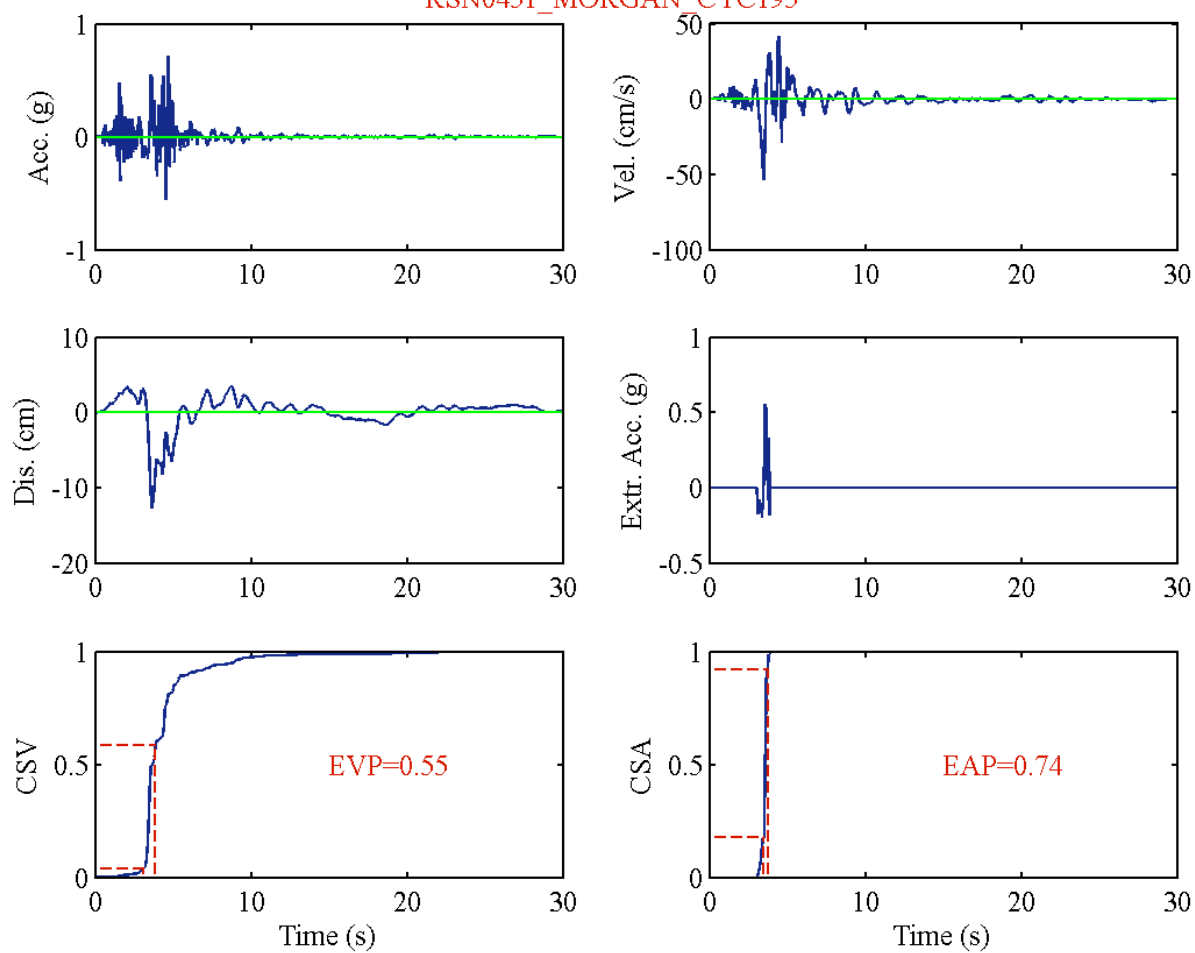 RSN0451_MORGAN_CYC195
1
0
-1
Acc. (g)
0 10 20 30
50
0
-50
-100
Vel. (cm/s)
0 10 20 30
10
0
-10
-20
Dis. (cm)
0 10 20 30
1
0.5
0
-0.5
Extr. Acc. (g)
0 10 20 30
1
0.5
0
CSV
EVP=0.55
0 10 20 30
Time (s)
1
0.5
0
CSA
EAP=0.74
0 10 20 30
Time (s)